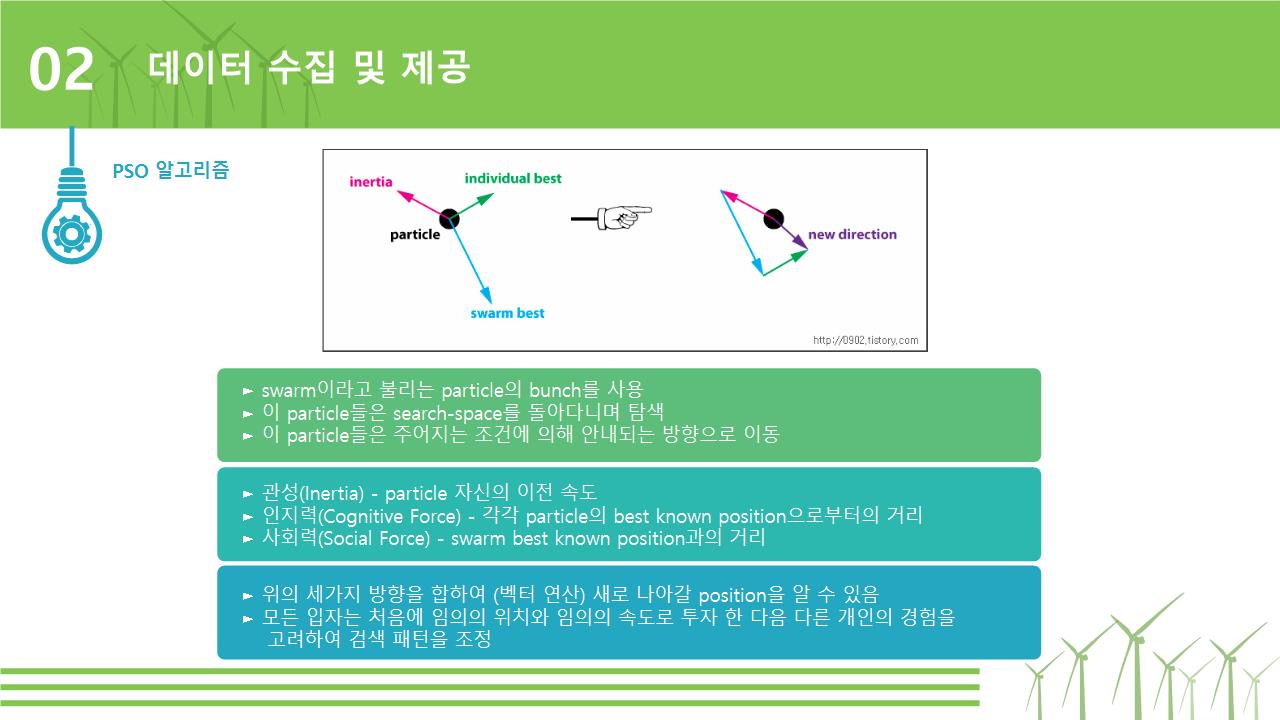 02 데이터 수집 및 제공
PSO 알고리즘
inertia
individual best
particle
swarm best
new direction
http://0902.tistory.com
► swarm이라고 불리는 particle의 bunch를 사용
► 이 particle들은 search-space를 돌아다니며 탐색
► 이 particle들은 주어지는 조건에 의해 안내되는 방향으로 이동
► 관성(Inertia) - particle 자신의 이전 속도
► 인지력(Cognitive Force) - 각각 particle의 best known position으로부터의 거리
► 사회력(Social Force) - swarm best known position과의 거리
► 위의 세가지 방향을 합하여 (벡터 연산) 새로 나아갈 position을 알 수 있음
► 모든 입자는 처음에 임의의 위치와 임의의 속도로 투자 한 다음 다른 개인의 경험을
고려하여 검색 패턴을 조정